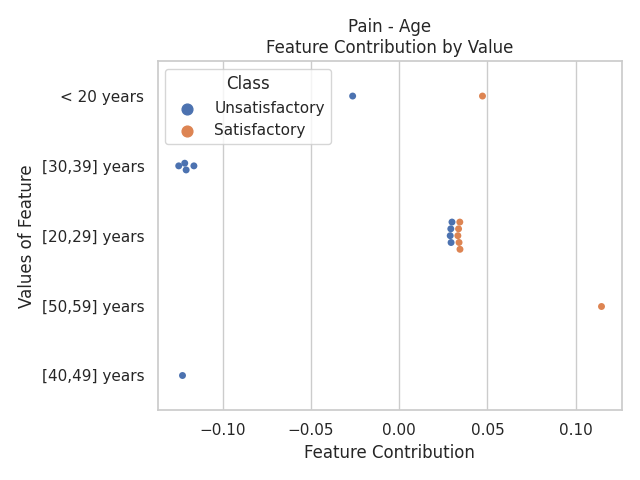 Pain - Age
Feature Contribution by Value
Class
Unsatisfactory
Satisfactory
Values of Feature
< 20 years
[30,39] years
[20,29] years
[50,59] years
[40,49] years
−0.10
−0.05
0.00
0.05
0.10
Feature Contribution